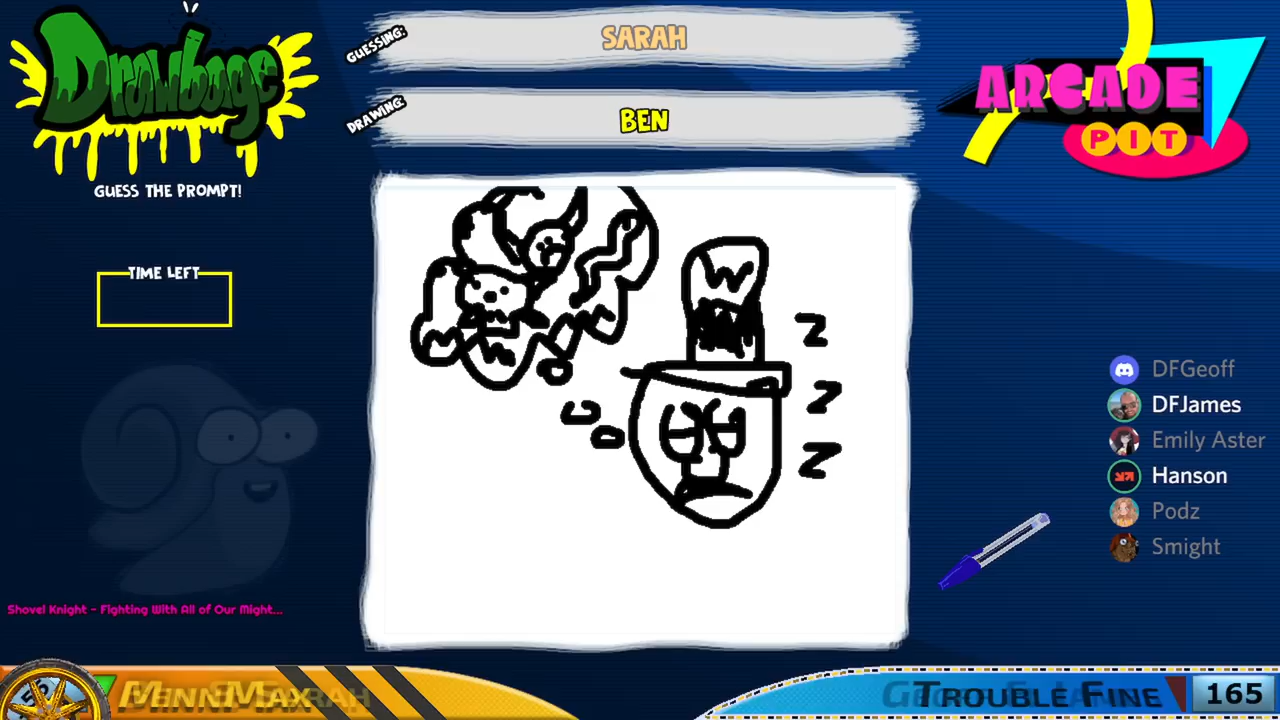 Drawbage
GUESS THE PROMPT!
TIME LEFT
GUESSING:
SARAH
DRAWING:
BEN
ARCADE
PIT
W
Z
Z
Z
DFGeoff
DFJames
Emily Aster
Hanson
Podz
Smight
Shovel Knight - Fighting With All of Our Might...
MinnMax
Trouble Fine
165